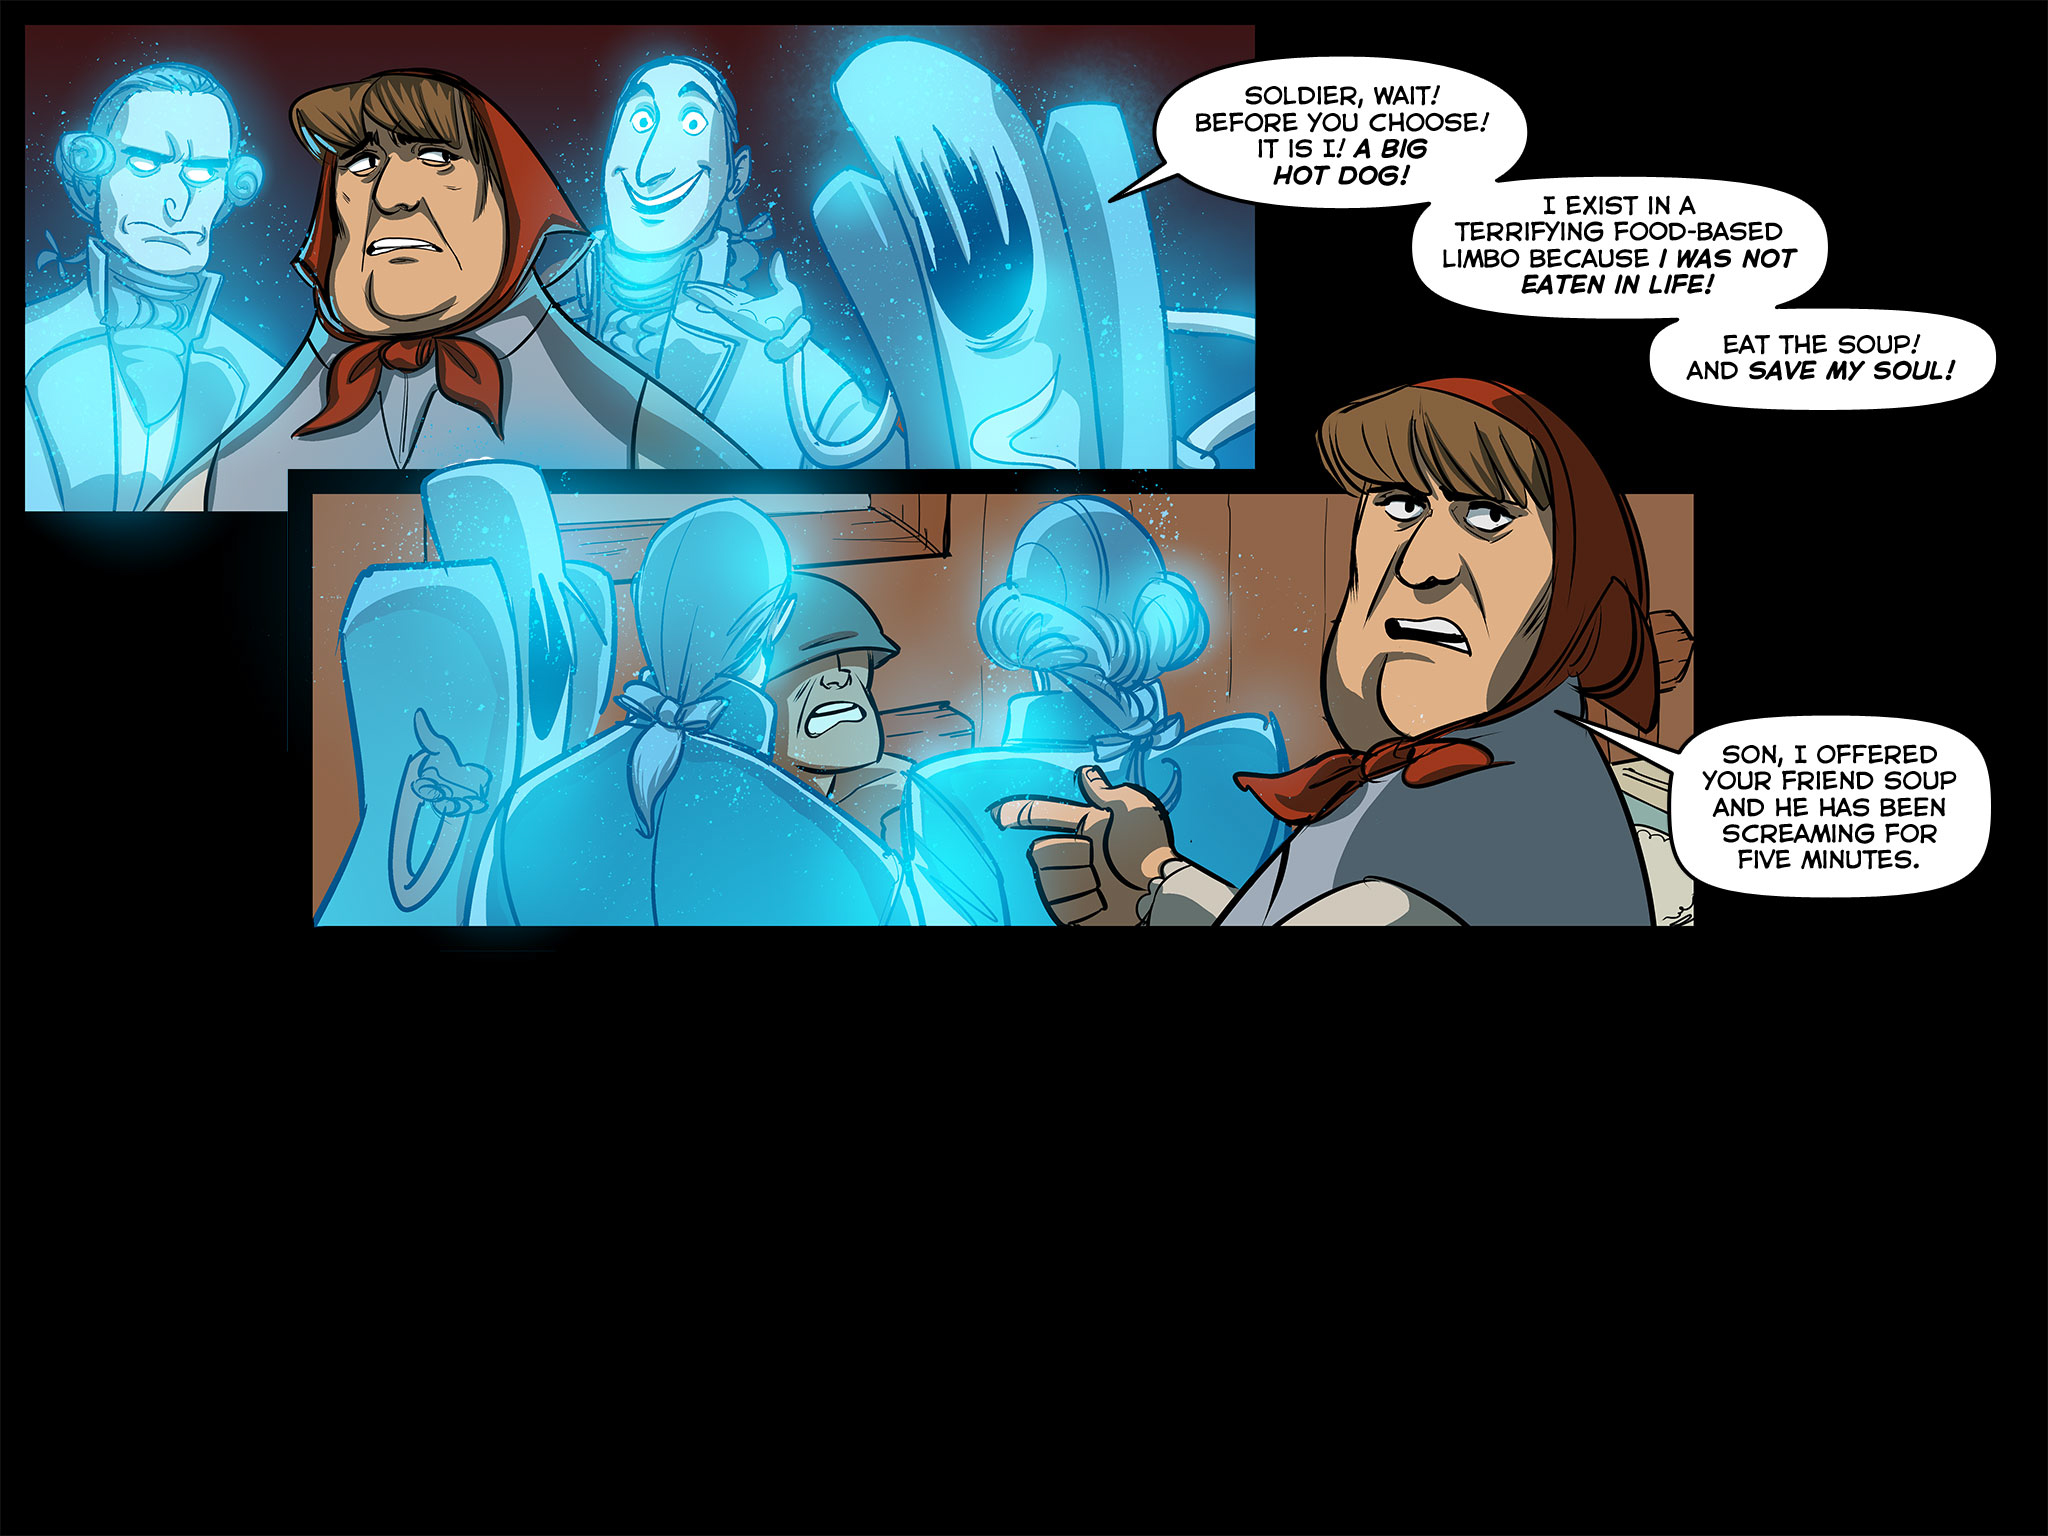 SOLDIER, WAIT!
BEFORE YOU CHOOSE!
IT IS I! A BIG
HOT DOG!
I EXIST IN A
TERRIFYING FOOD-BASED
LIMBO BECAUSE I WAS NOT
EATEN IN LIFE!
EAT THE SOUP!
AND SAVE MY SOUL!
SON, I OFFERED
YOUR FRIEND SOUP
AND HE HAS BEEN
SCREAMING FOR
FIVE MINUTES.